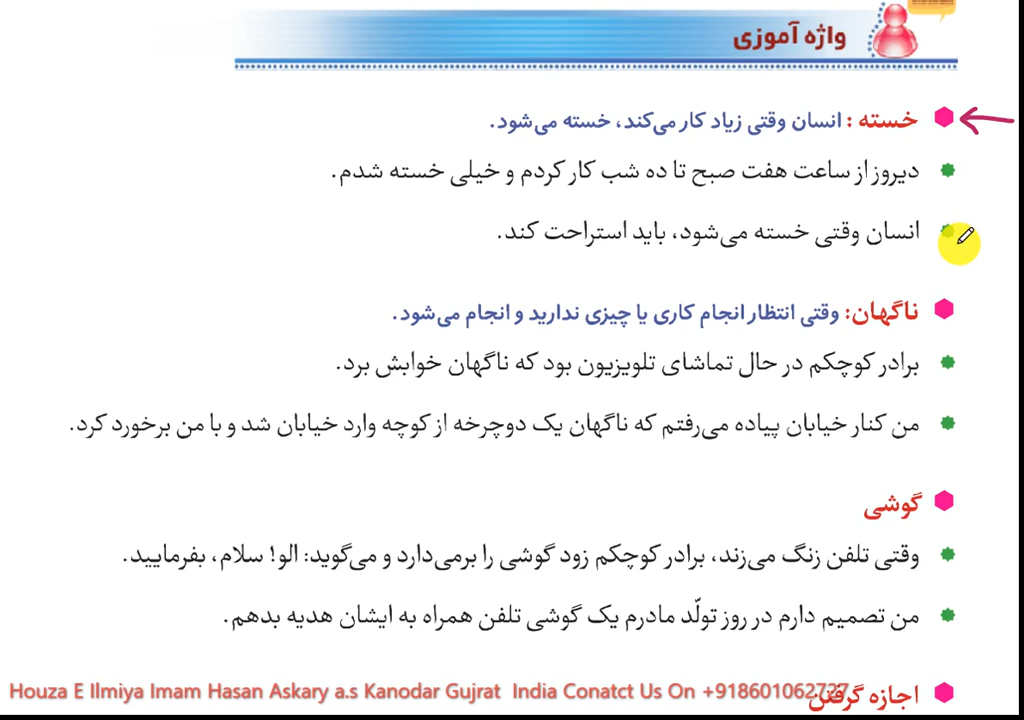 واژه آموزی
خسته : انسان وقتی زیاد کار می‌کند، خسته می‌شود.
دیروز از ساعت هفت صبح تا ده شب کار کردم و خیلی خسته شدم.
انسان وقتی خسته می‌شود، باید استراحت کند.
ناگهان: وقتی انتظار انجام کاری یا چیزی ندارید و انجام می‌شود.
برادر کوچکم در حال تماشای تلویزیون بود که ناگهان خوابش برد.
من کنار خیابان پیاده می‌رفتم که ناگهان یک دوچرخه از کوچه وارد خیابان شد و با من برخورد کرد.
گوشی
وقتی تلفن زنگ می‌زند، برادر کوچکم زود گوشی را برمی‌دارد و می‌گوید: الو! سلام، بفرمایید.
من تصمیم دارم در روز تولّد مادرم یک گوشی تلفن همراه به ایشان هدیه بدهم.
اجازه گرفتن
Houza E Ilmiya Imam Hasan Askary a.s Kanodar Gujrat India Conatct Us On +918601062727